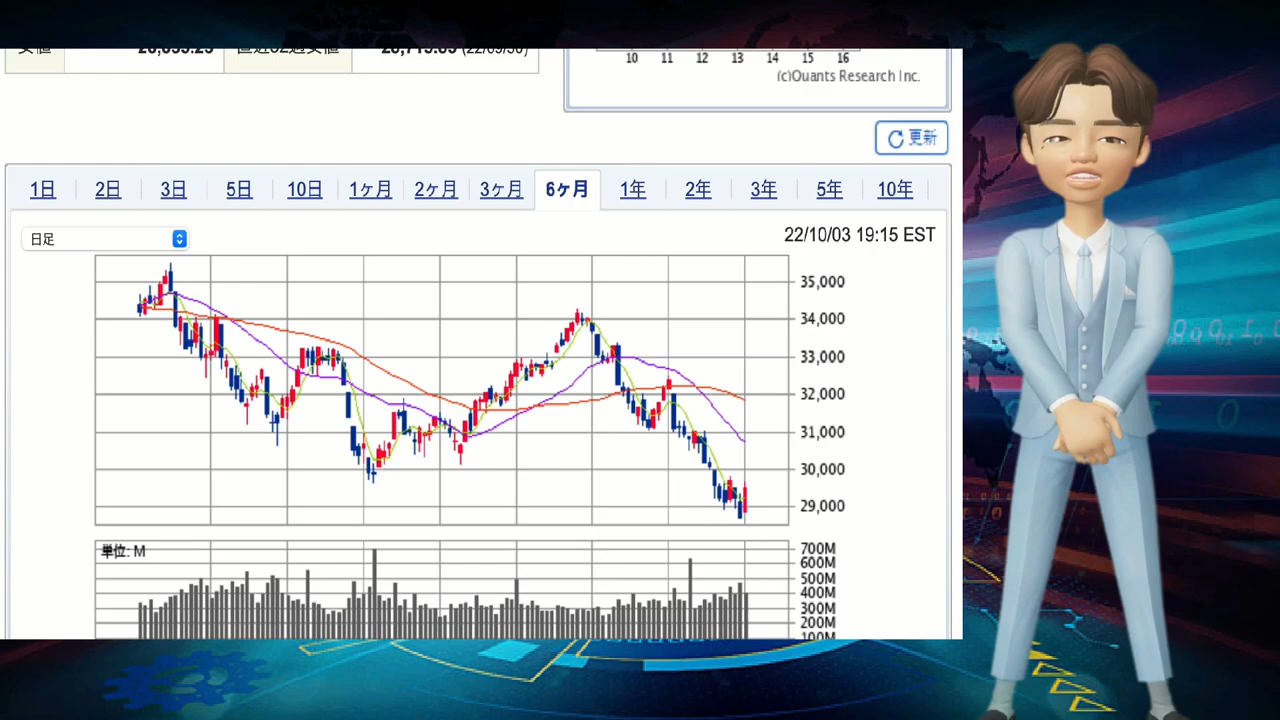 10 11 12 13 14 15 16
(c)Quants Research Inc.
更新
1日 2日 3日 5日 10日 1ヶ月 2ヶ月 3ヶ月 6ヶ月 1年 2年 3年 5年 10年
日足
22/10/03 19:15 EST
35,000
34,000
33,000
32,000
31,000
30,000
29,000
単位: M
700M
600M
500M
400M
300M
200M
100M